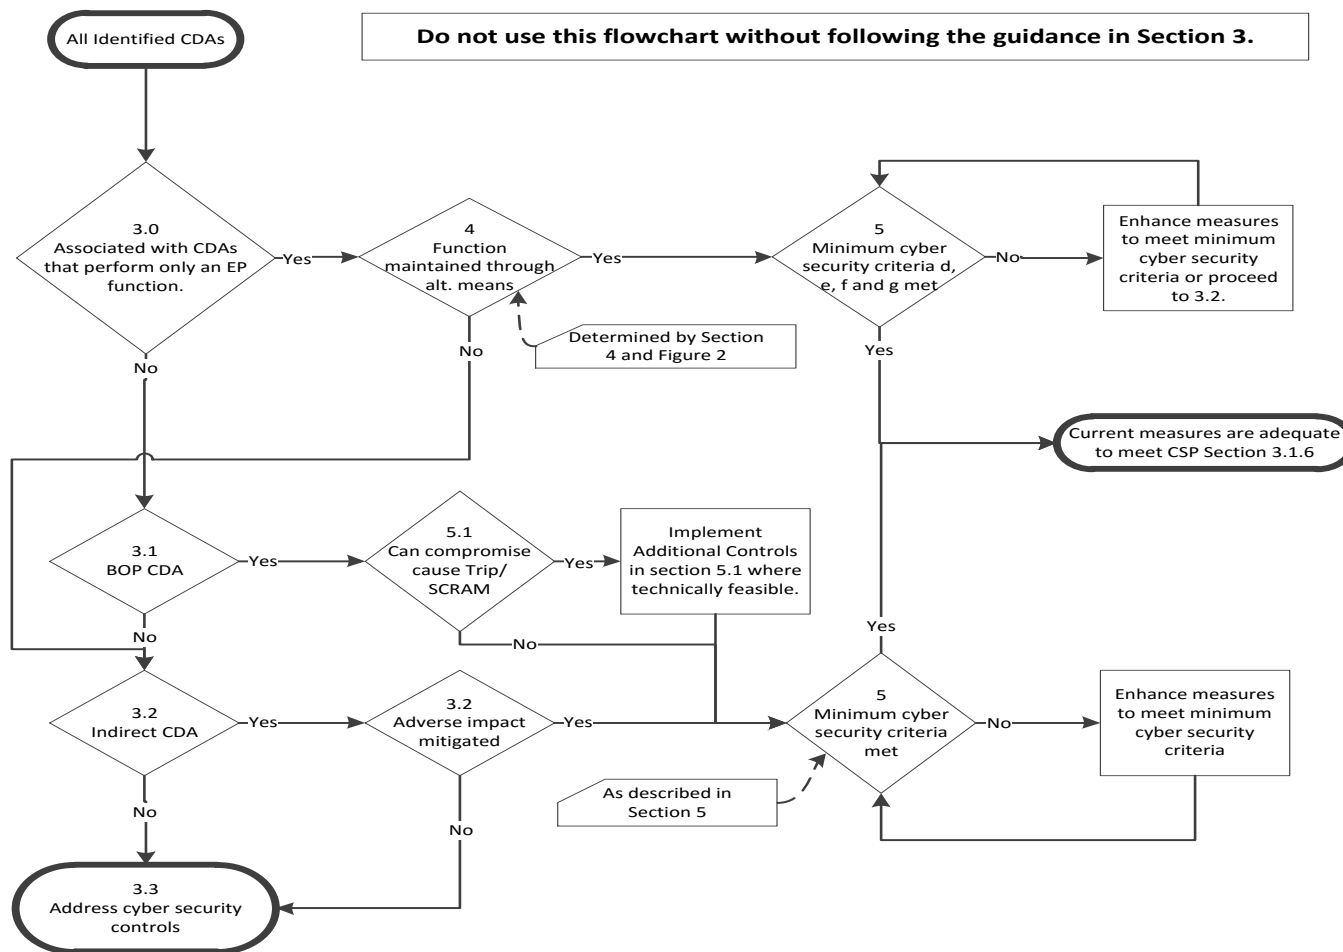 All Identified CDAs
Do not use this flowchart without following the guidance in Section 3.
3.0
Associated with CDAs
that perform only an EP
function.
Yes
4
Function
maintained through
alt. means
Yes
5
Minimum cyber
security criteria d,
e, f and g met
No
Enhance measures
to meet minimum
cyber security
criteria or proceed
to 3.2.
Determined by Section
4 and Figure 2
No
No
Yes
Current measures are adequate
to meet CSP Section 3.1.6
3.1
BOP CDA
Yes
5.1
Can compromise
cause Trip/
SCRAM
Yes
Implement
Additional Controls
in section 5.1 where
technically feasible.
No
No
Yes
3.2
Indirect CDA
Yes
3.2
Adverse impact
mitigated
Yes
5
Minimum cyber
security criteria
met
No
Enhance measures
to meet minimum
cyber security
criteria
As described in
Section 5
No
No
3.3
Address cyber security
controls